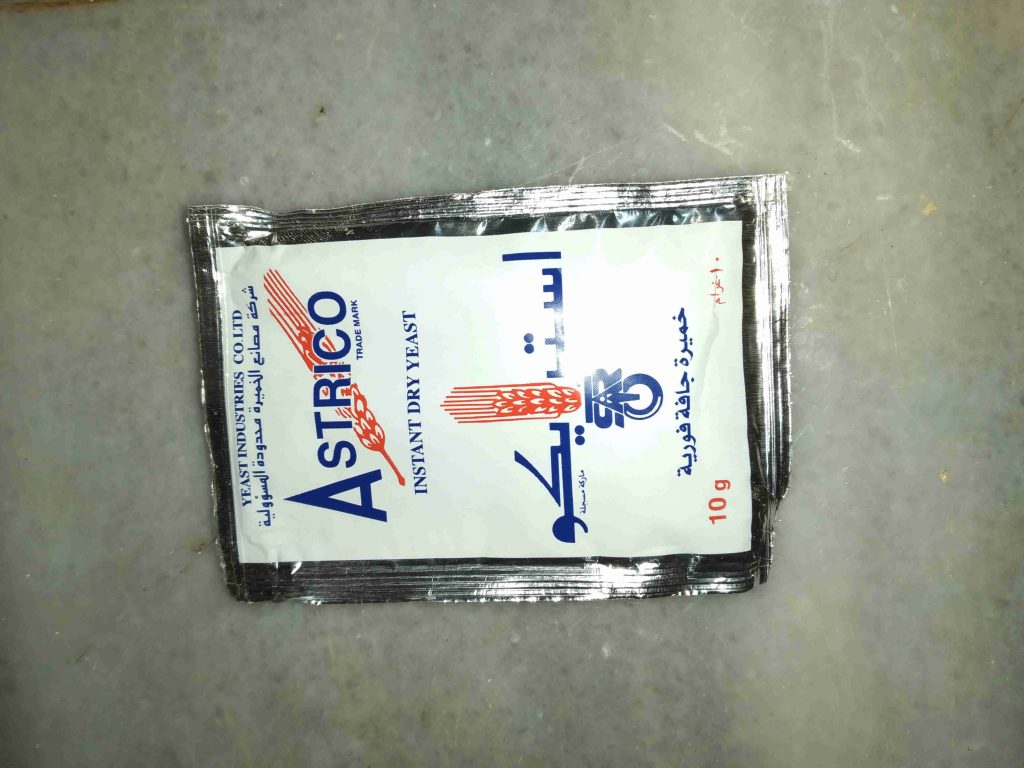 YEAST INDUSTRIES CO.LTD
شركة مصانع الخميرة محدودة المسؤولية
ASTRICO
TRADE MARK
INSTANT DRY YEAST
استريكو
ماركة مسجلة
خميرة جافة فورية
10 g
١٠ غرام